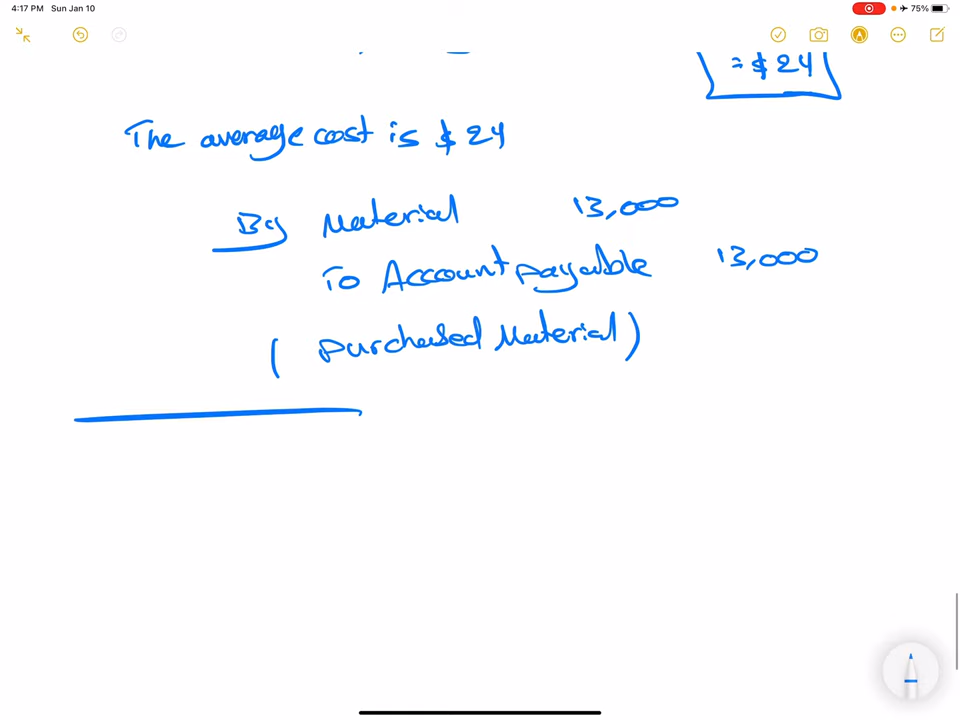 4:17 PM Sun Jan 10 75%
= $ 24
The average cost is $ 24
By Material 13,000
To Account payable 13,000
( purchased Material )